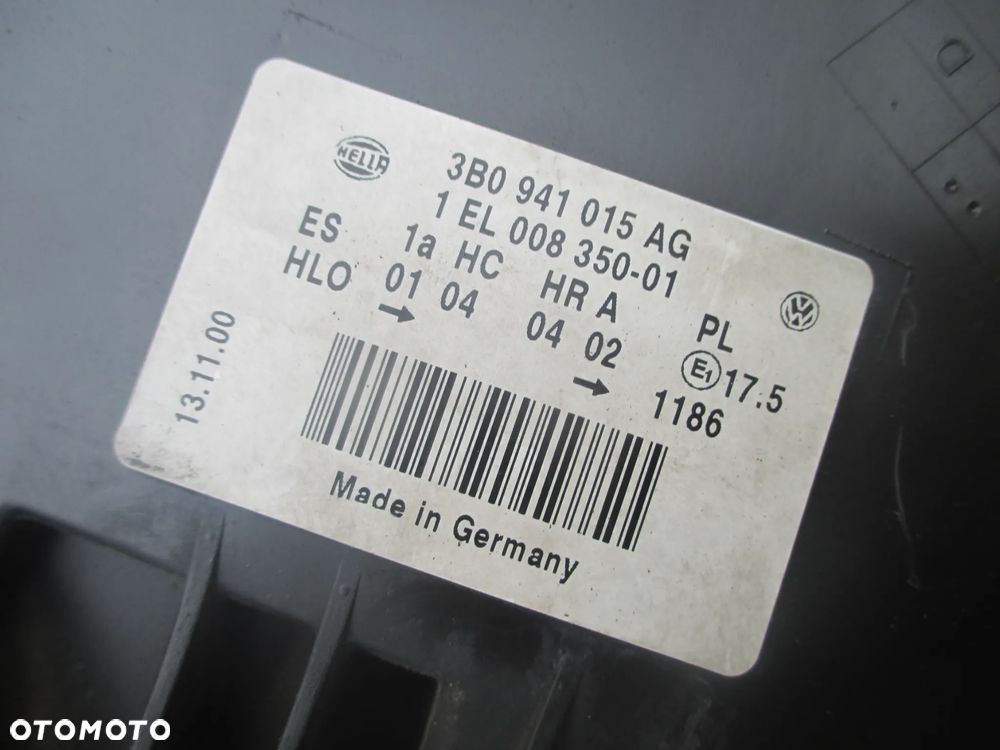 HELLA
3B0 941 015 AG
1 EL 008 350-01
ES 1a HC HR A PL
HLO 01 04 04 02 E1 17.5
1186
13.11.00
Made in Germany
D
OTOMOTO